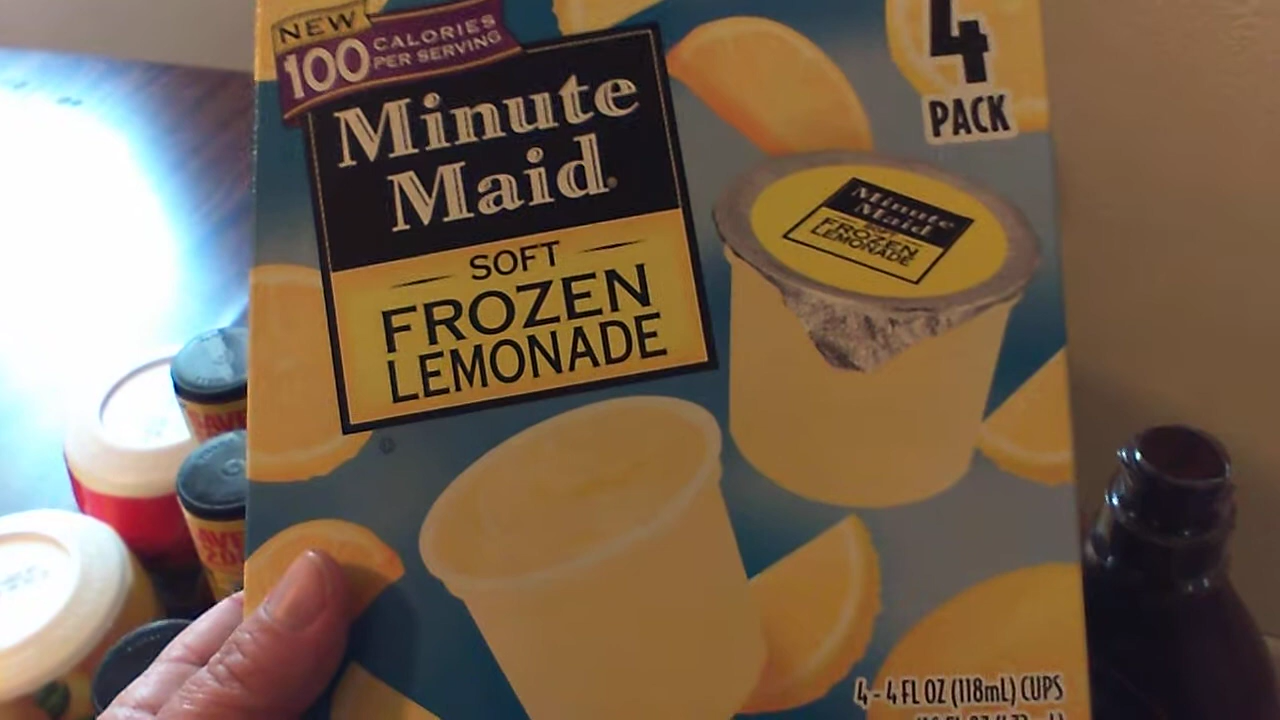 NEW
100 CALORIES
PER SERVING
Minute
Maid
SOFT
FROZEN
LEMONADE
4
PACK
Minute
Maid
SOFT
FROZEN
LEMONADE
4-4 FL OZ (118mL) CUPS